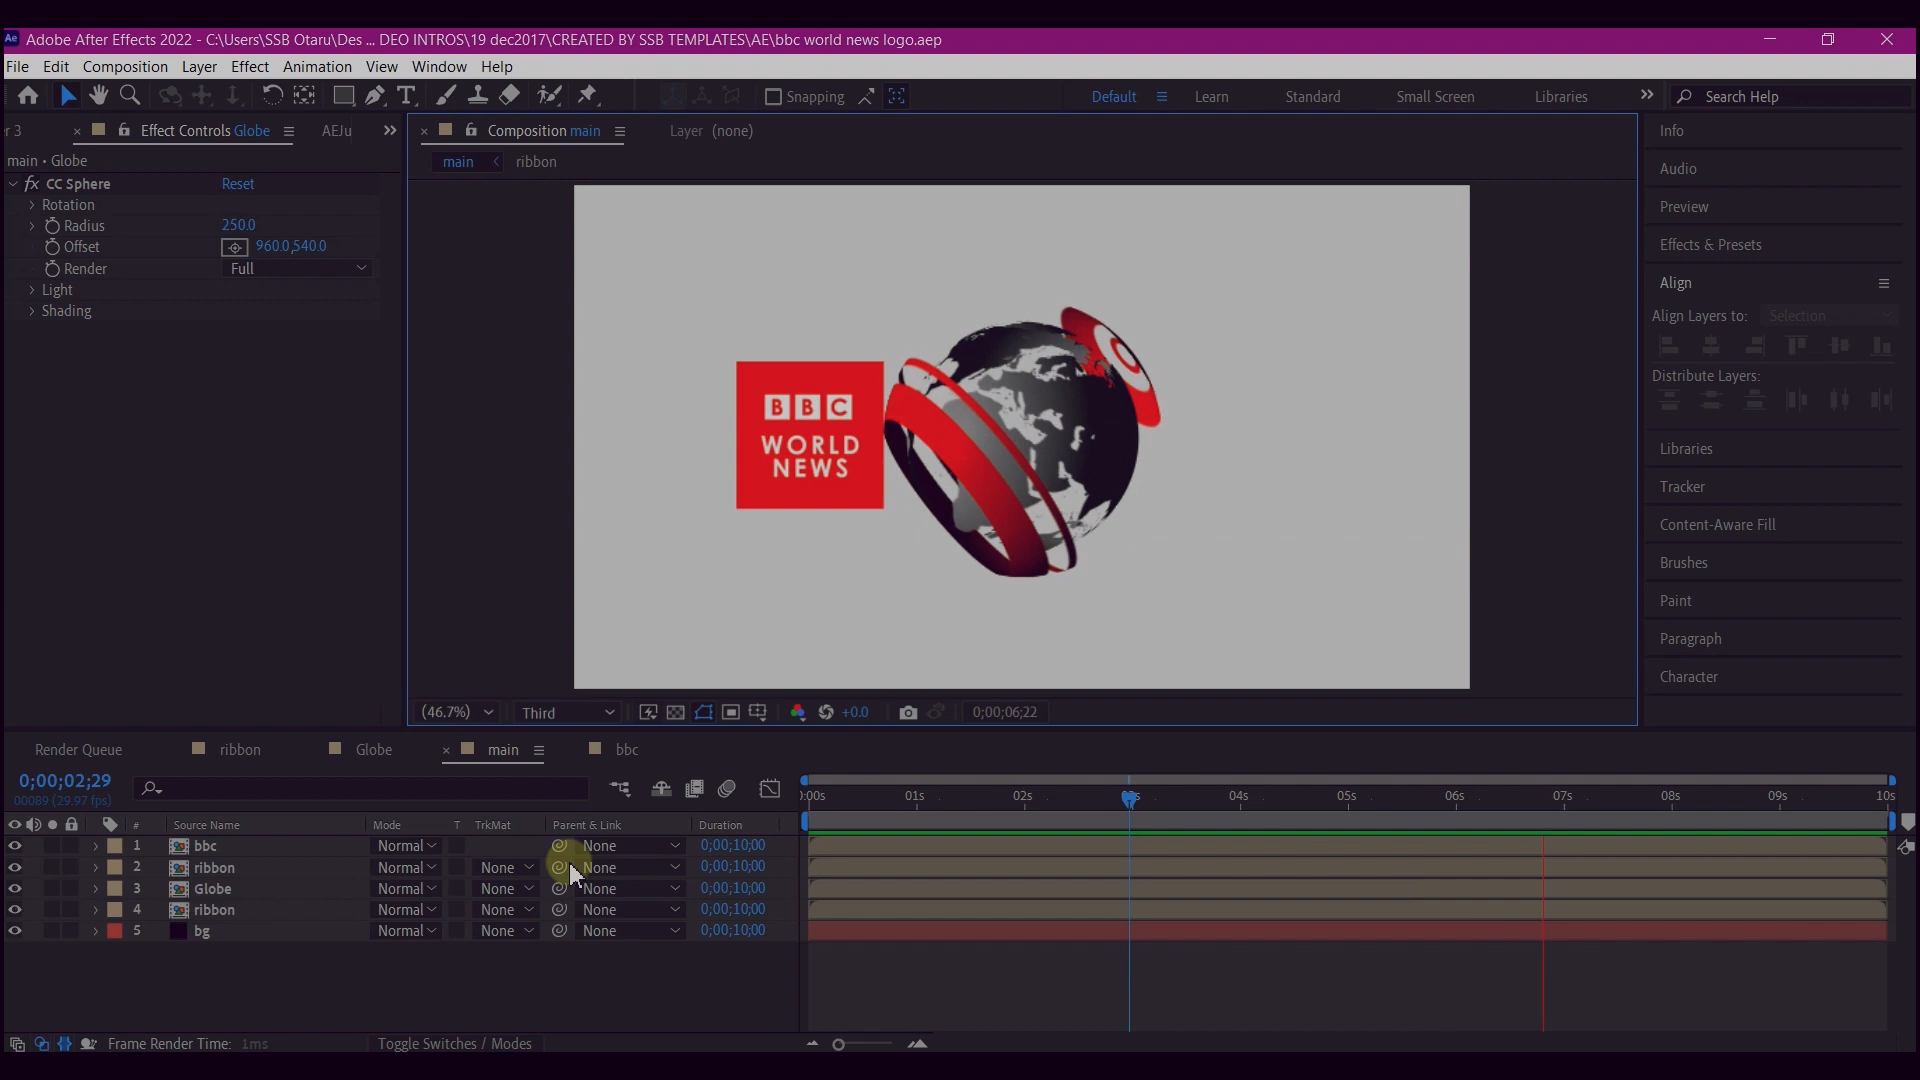 Ae Adobe After Effects 2022 - C:\Users\SSB Otaru\Des ... DEO INTROS\19 dec2017\CREATED BY SSB TEMPLATES\AE\bbc world news logo.aep
File Edit Composition Layer Effect Animation View Window Help
T Snapping Default Learn Standard Small Screen Libraries Search Help
er 3 Effect Controls Globe AEJu
Composition main Layer (none)
main • Globe
main ribbon
fx CC Sphere Reset
Rotation
Radius 250.0
Offset 960.0,540.0
Render Full
Light
Shading
BBC
WORLD
NEWS
(46.7%) Third +0.0 0;00;06;22
Info
Audio
Preview
Effects & Presets
Align
Align Layers to: Selection
Distribute Layers:
Libraries
Tracker
Content-Aware Fill
Brushes
Paint
Paragraph
Character
Render Queue ribbon Globe main bbc
0;00;02;29
00089 (29.97 fps)
:00s 01s 02s 03s 04s 05s 06s 07s 08s 09s 10s
# Source Name Mode T TrkMat Parent & Link Duration
1 bbc Normal None 0;00;10;00
2 ribbon Normal None None 0;00;10;00
3 Globe Normal None None 0;00;10;00
4 ribbon Normal None None 0;00;10;00
5 bg Normal None None 0;00;10;00
Frame Render Time: 1ms Toggle Switches / Modes